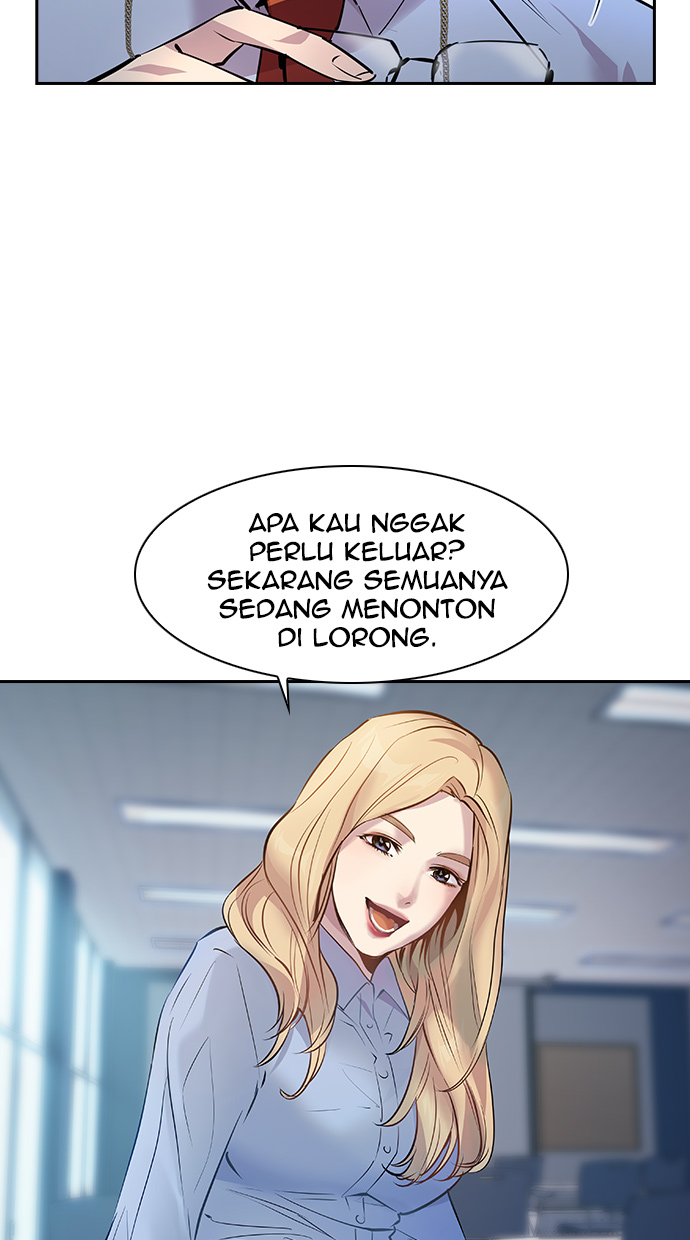 APA KAU NGGAK
PERLU KELUAR?
SEKARANG SEMUANYA
SEDANG MENONTON
DI LORONG.